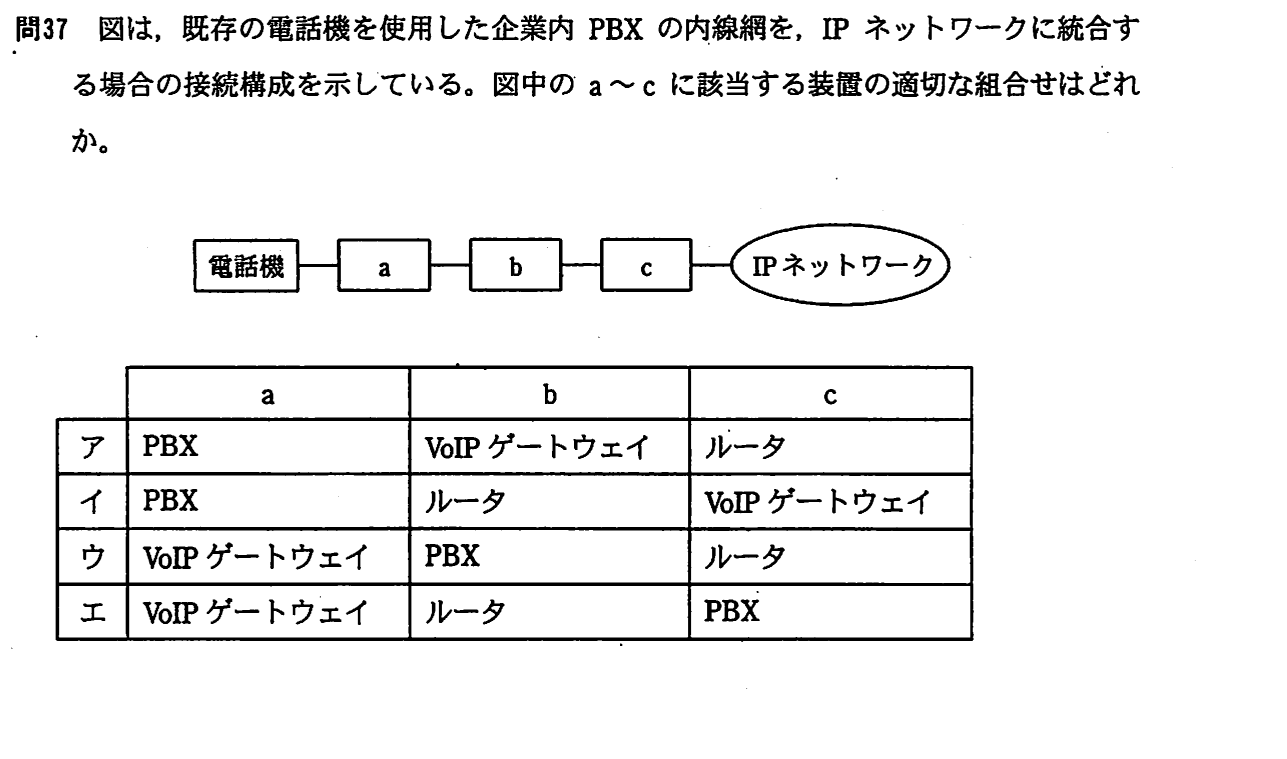 問37 図は，既存の電話機を使用した企業内 PBX の内線網を，IP ネットワークに統合す
る場合の接続構成を示している。図中の a～c に該当する装置の適切な組合せはどれ
か。
電話機 a b c IPネットワーク
a b c
ア PBX VoIP ゲートウェイ ルータ
イ PBX ルータ VoIP ゲートウェイ
ウ VoIP ゲートウェイ PBX ルータ
エ VoIP ゲートウェイ ルータ PBX